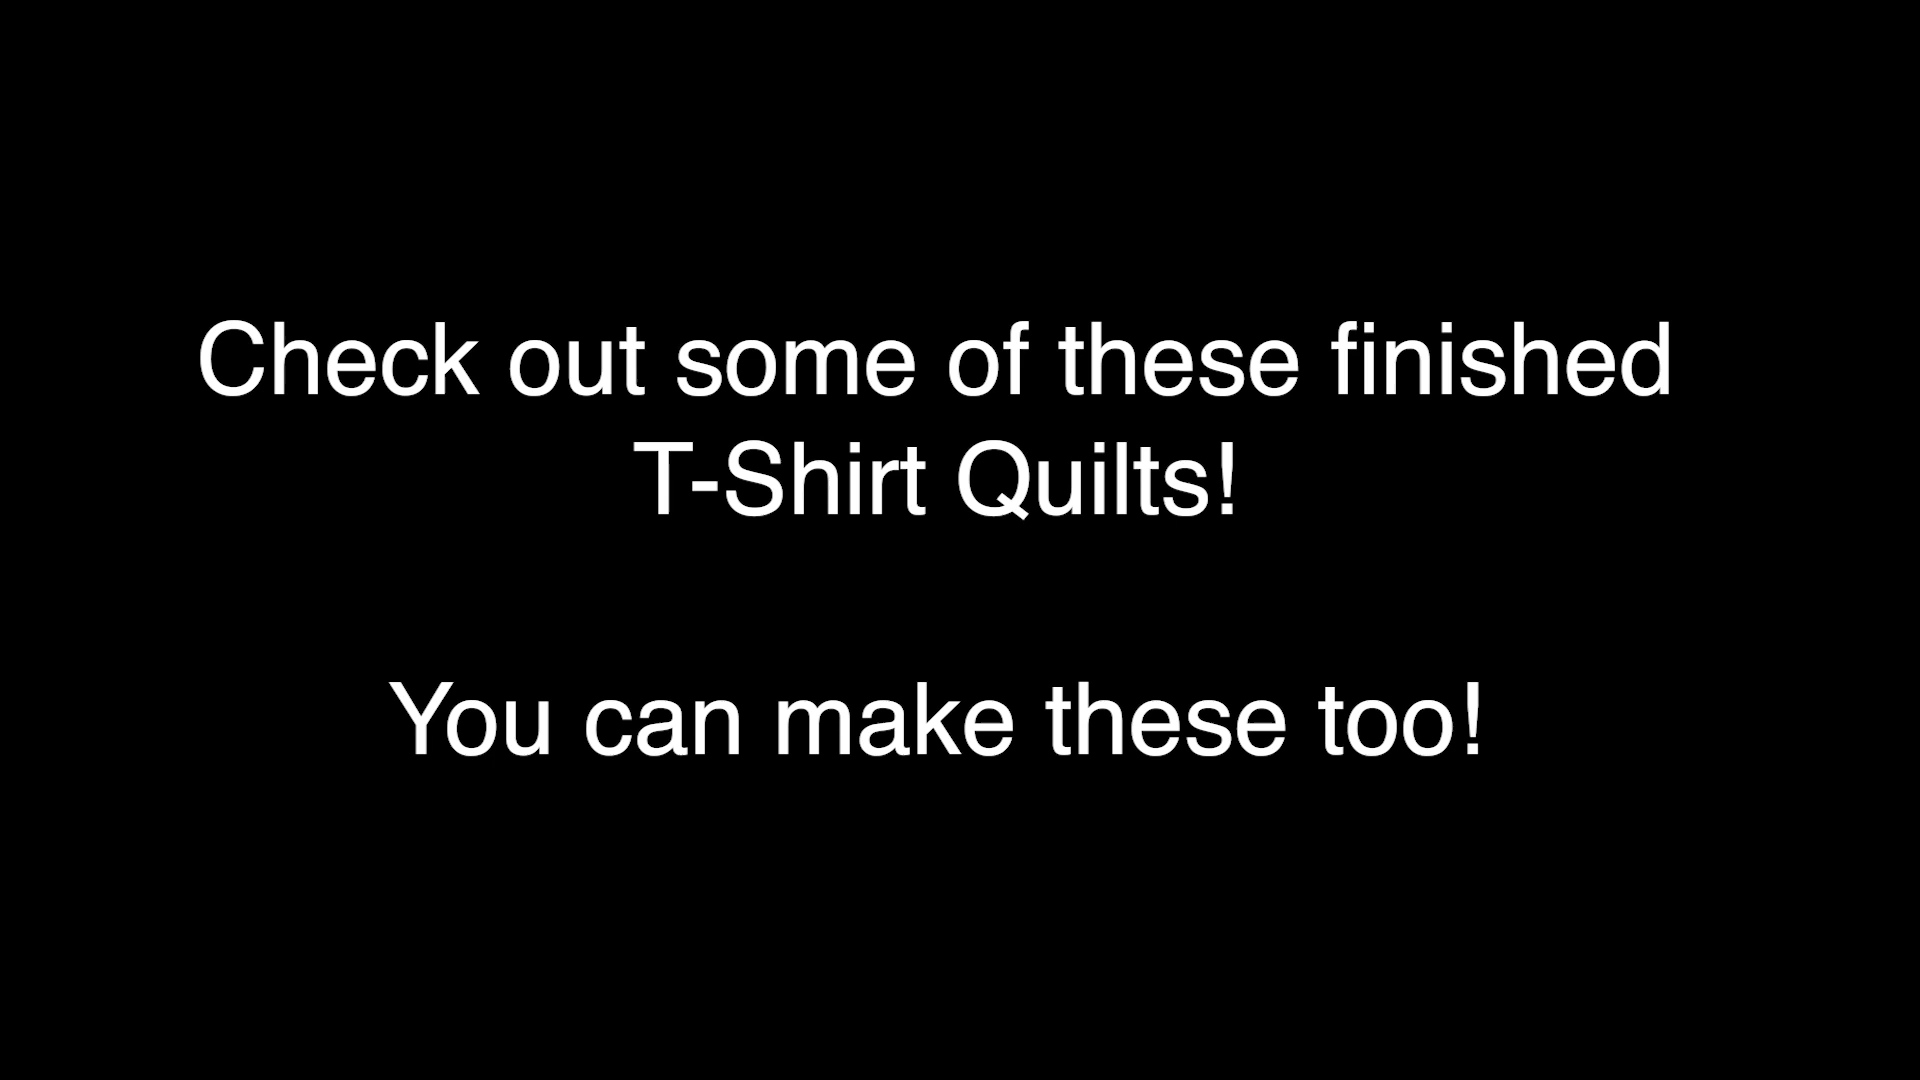 Check out some of these finished
T-Shirt Quilts!
You can make these too!